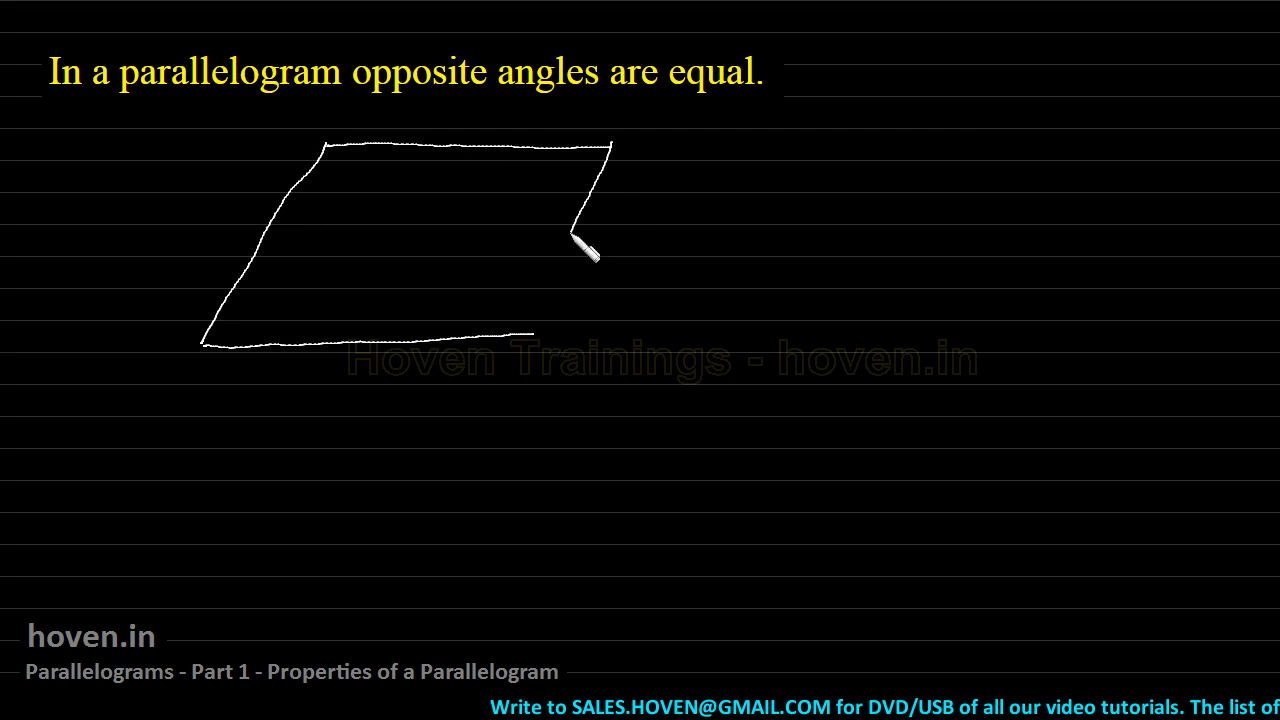 In a parallelogram opposite angles are equal.
Hoven Trainings - hoven.in
hoven.in
Parallelograms - Part 1 - Properties of a Parallelogram
Write to SALES.HOVEN@GMAIL.COM for DVD/USB of all our video tutorials. The list of